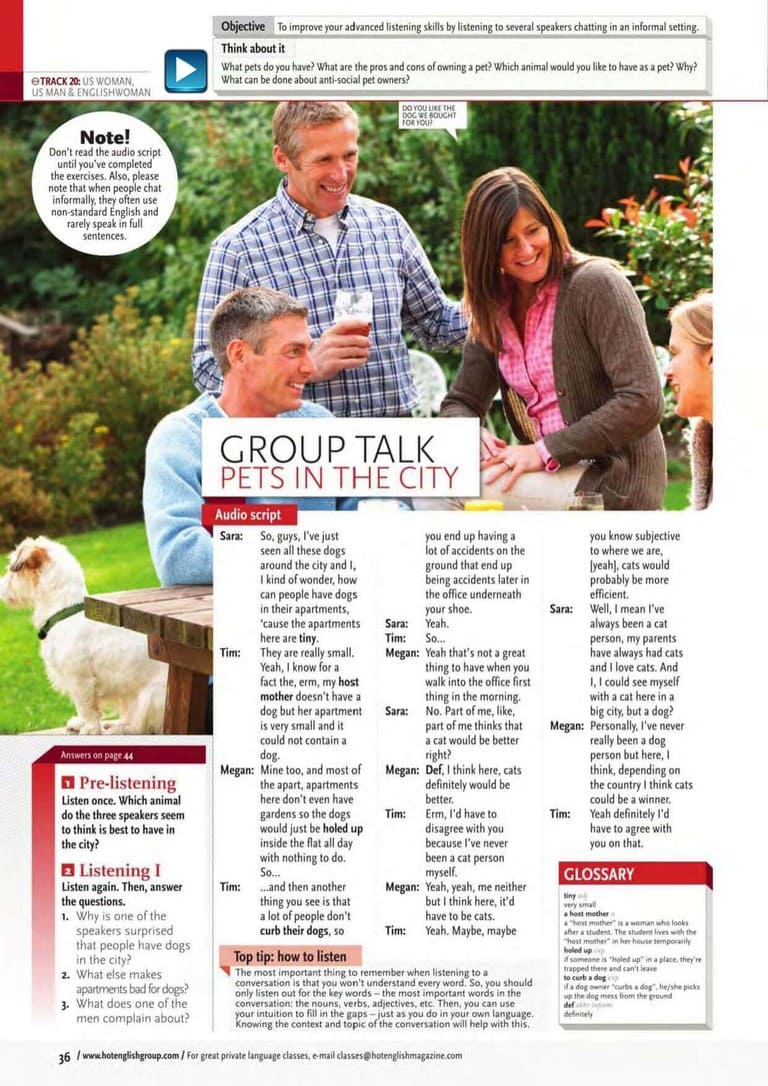 Objective To improve your advanced listening skills by listening to several speakers chatting in an informal setting.
Think about it
What pets do you have? What are the pros and cons of owning a pet? Which animal would you like to have as a pet? Why?
What can be done about anti-social pet owners?
TRACK 20: US WOMAN,
US MAN & ENGLISHWOMAN
DO YOU LIKE THE
DOG WE BOUGHT
FOR YOU?
Note!
Don't read the audio script
until you've completed
the exercises. Also, please
note that when people chat
informally, they often use
non-standard English and
rarely speak in full
sentences.
GROUP TALK
PETS IN THE CITY
Audio script
Sara: So, guys, I've just
seen all these dogs
around the city and I,
I kind of wonder, how
can people have dogs
in their apartments,
'cause the apartments
here are tiny.
Tim: They are really small.
Yeah, I know for a
fact the, erm, my host
mother doesn't have a
dog but her apartment
is very small and it
could not contain a
dog.
Megan: Mine too, and most of
the apart, apartments
here don't even have
gardens so the dogs
would just be holed up
inside the flat all day
with nothing to do.
So...
Tim: ...and then another
thing you see is that
a lot of people don't
curb their dogs, so
you end up having a
lot of accidents on the
ground that end up
being accidents later in
the office underneath
your shoe.
Sara: Yeah.
Tim: So...
Megan: Yeah that's not a great
thing to have when you
walk into the office first
thing in the morning.
Sara: No. Part of me, like,
part of me thinks that
a cat would be better
right?
Megan: Def, I think here, cats
definitely would be
better.
Tim: Erm, I'd have to
disagree with you
because I've never
been a cat person
myself.
Megan: Yeah, yeah, me neither
but I think here, it'd
have to be cats.
Tim: Yeah. Maybe, maybe
you know subjective
to where we are,
[yeah], cats would
probably be more
efficient.
Sara: Well, I mean I've
always been a cat
person, my parents
have always had cats
and I love cats. And
I, I could see myself
with a cat here in a
big city, but a dog?
Megan: Personally, I've never
really been a dog
person but here, I
think, depending on
the country I think cats
could be a winner.
Tim: Yeah definitely I'd
have to agree with
you on that.
Answers on page 44
1 Pre-listening
Listen once. Which animal
do the three speakers seem
to think is best to have in
the city?
2 Listening I
Listen again. Then, answer
the questions.
1. Why is one of the
speakers surprised
that people have dogs
in the city?
2. What else makes
apartments bad for dogs?
3. What does one of the
men complain about?
Top tip: how to listen
The most important thing to remember when listening to a
conversation is that you won't understand every word. So, you should
only listen out for the key words – the most important words in the
conversation: the nouns, verbs, adjectives, etc. Then, you can use
your intuition to fill in the gaps – just as you do in your own language.
Knowing the context and topic of the conversation will help with this.
GLOSSARY
tiny adj
very small
a host mother n
a "host mother" is a woman who looks
after a student. The student lives with the
"host mother" in her house temporarily
holed up exp
if someone is "holed up" in a place, they're
trapped there and can't leave
to curb a dog exp
if a dog owner "curbs a dog", he/she picks
up the dog mess from the ground
def abbr inform
definitely
36 / www.hotenglishgroup.com / For great private language classes, e-mail classes@hotenglishmagazine.com